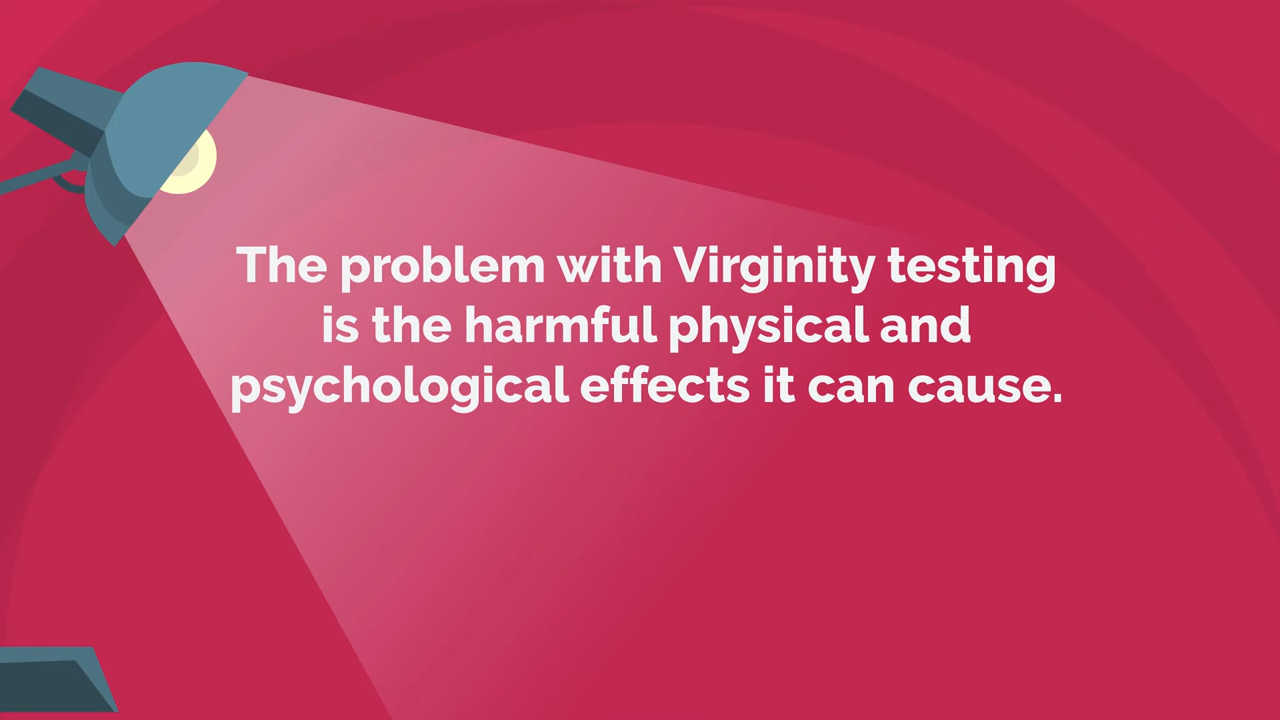 The problem with Virginity testing
is the harmful physical and
psychological effects it can cause.